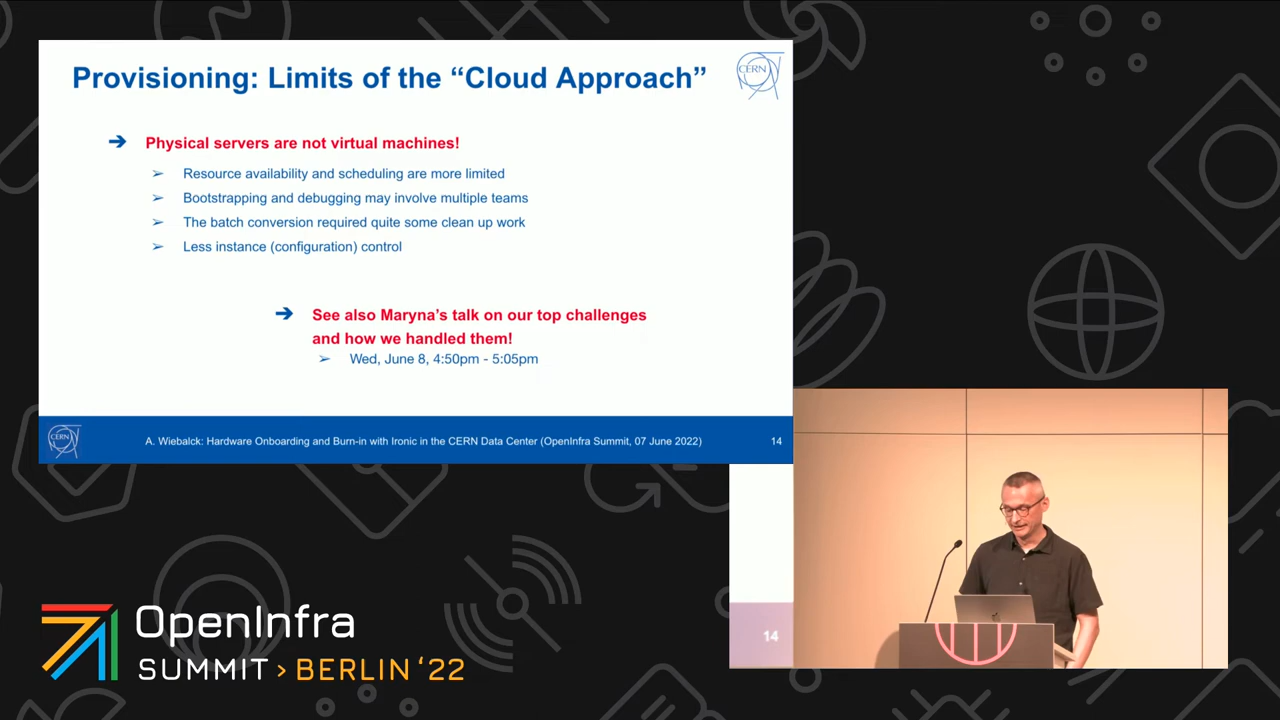 Provisioning: Limits of the “Cloud Approach”
CERN
➔ Physical servers are not virtual machines!
➢ Resource availability and scheduling are more limited
➢ Bootstrapping and debugging may involve multiple teams
➢ The batch conversion required quite some clean up work
➢ Less instance (configuration) control
➔ See also Maryna’s talk on our top challenges
and how we handled them!
➢ Wed, June 8, 4:50pm - 5:05pm
CERN
A. Wiebalck: Hardware Onboarding and Burn-in with Ironic in the CERN Data Center (OpenInfra Summit, 07 June 2022)
14
14
OpenInfra
SUMMIT > BERLIN ‘22